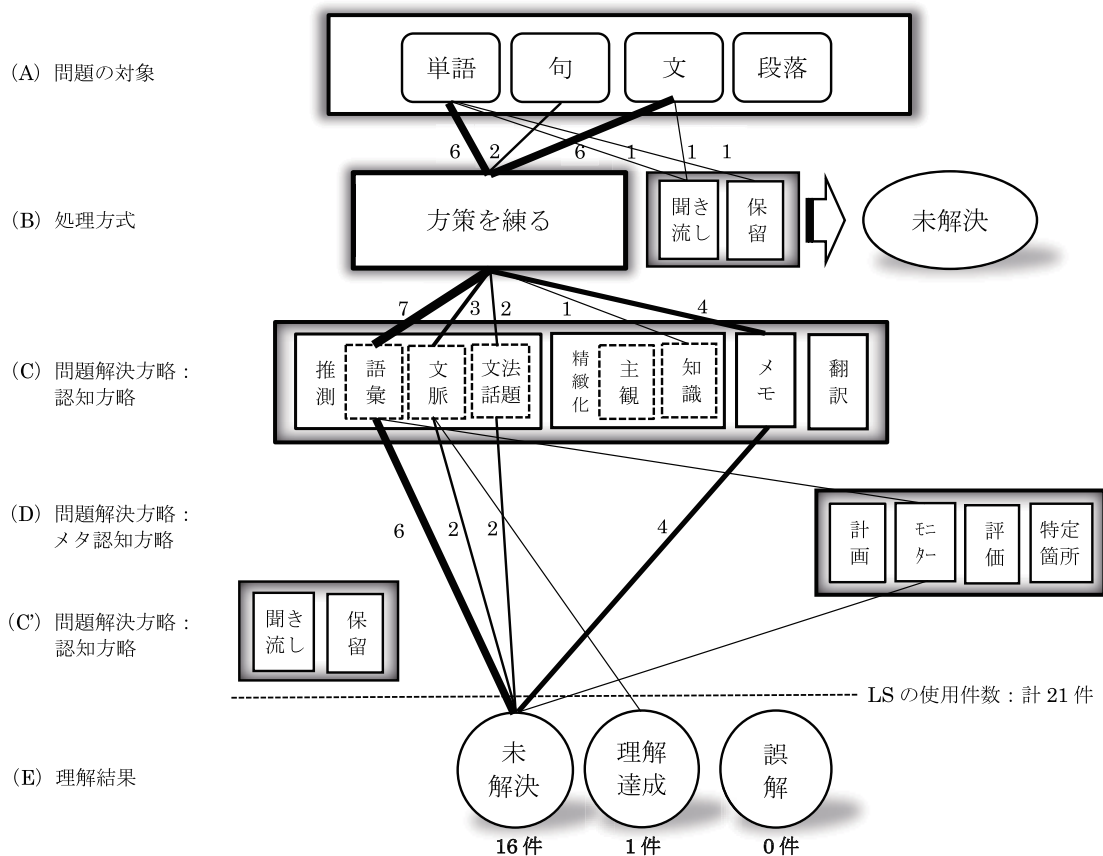 (A) 問題の対象
単語
句
文
段落
6
2
6
1
1
1
(B) 処理方式
方策を練る
聞き
流し
保
留
未解決
7
3
2
1
4
(C) 問題解決方略：
認知方略
推
測
語
彙
文
脈
文法
話題
精
緻
化
主
観
知
識
メ
モ
翻
訳
(D) 問題解決方略：
メタ認知方略
6
2
2
4
計
画
モニ
ター
評
価
特定
箇所
(C’) 問題解決方略：
認知方略
聞き
流し
保
留
LS の使用件数：計 21 件
(E) 理解結果
未
解決
理解
達成
誤
解
16 件
1 件
0 件